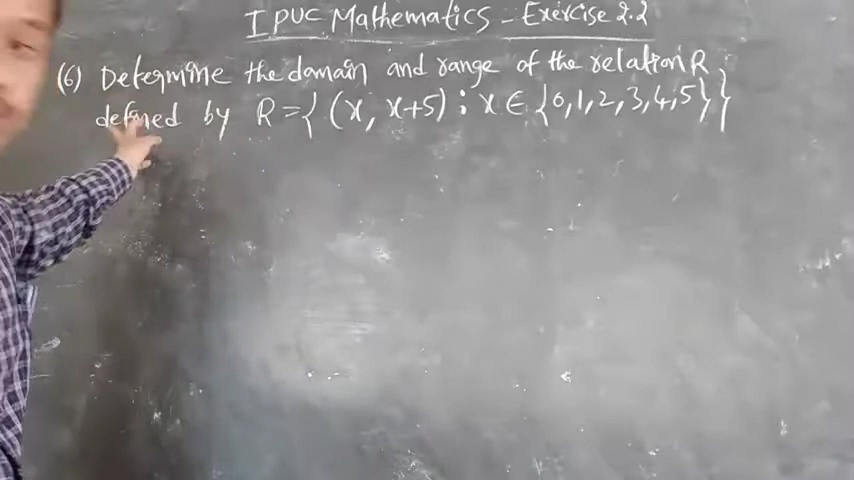 I PUC Mathematics - Exercise 2.2
(6) Determine the domain and range of the relation R
defined by R = { (x, x+5) : x ∈ {0,1,2,3,4,5}}